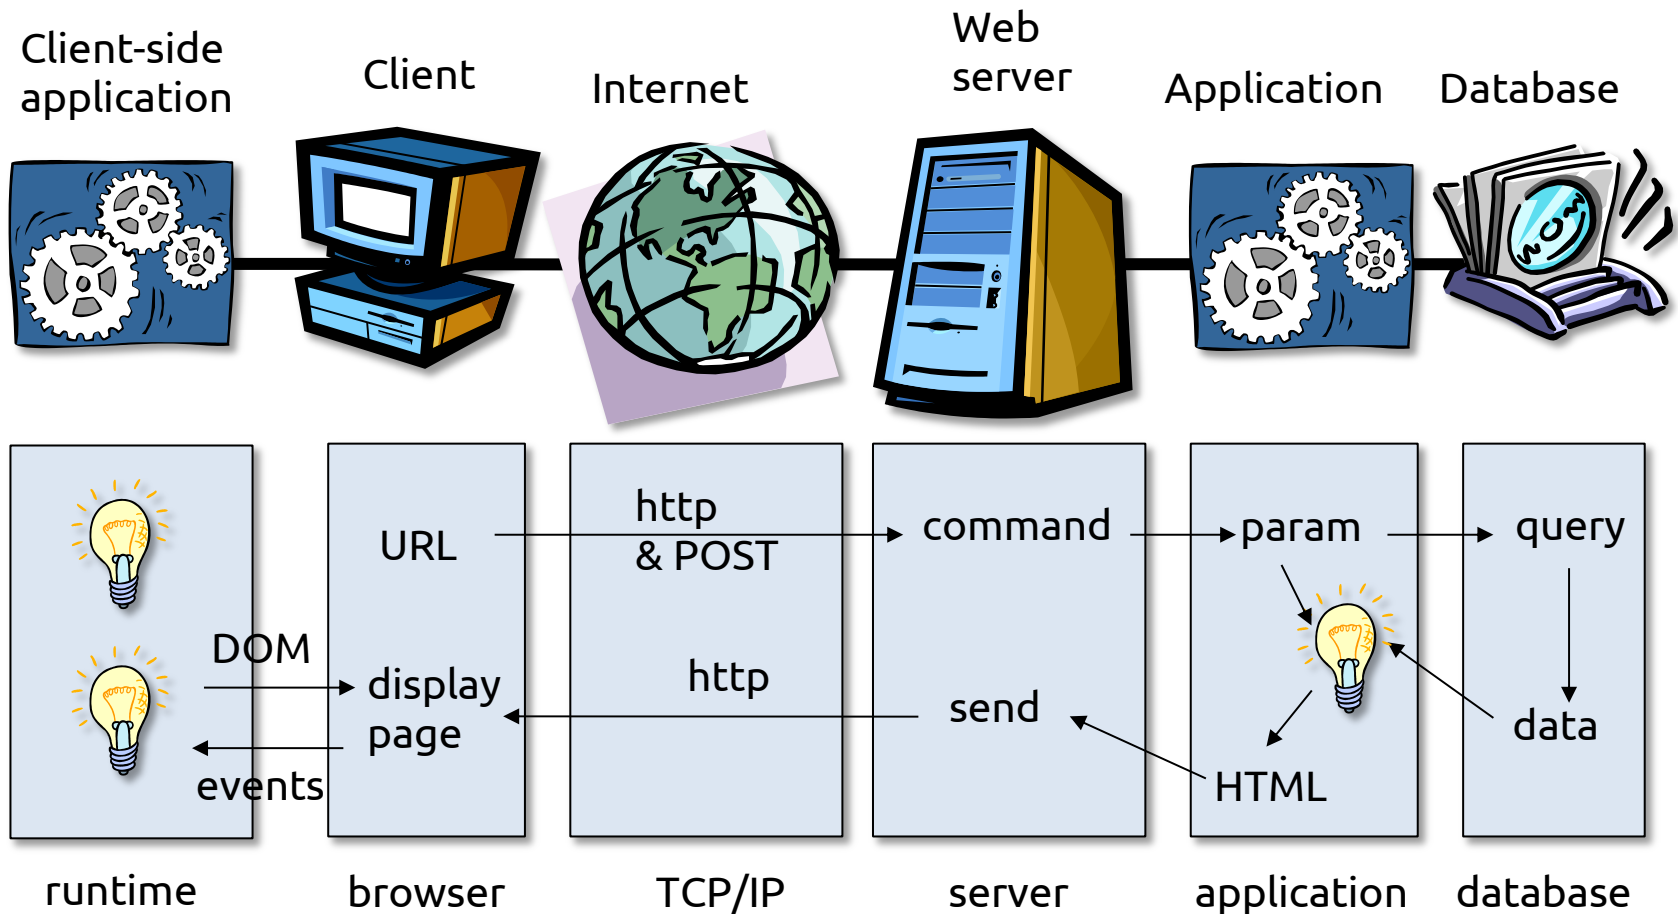 Client-side
application
Client
Internet
Web
server
Application
Database
URL
http
& POST
command
param
query
DOM
display
page
events
http
send
HTML
data
runtime
browser
TCP/IP
server
application
database